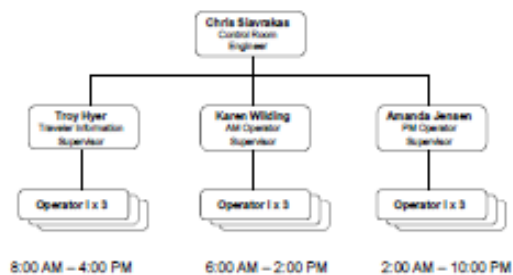 Chris Siavrakas
Control Room
Engineer
Troy Hyer
Traveler Information
Supervisor
Karen Wilding
AM Operator
Supervisor
Amanda Jensen
PM Operator
Supervisor
Operator I x 3
Operator I x 3
Operator I x 3
8:00 AM – 4:00 PM
6:00 AM – 2:00 PM
2:00 AM – 10:00 PM